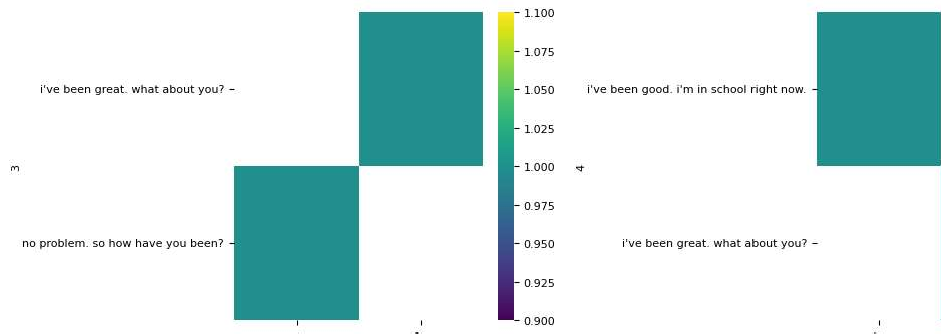 i've been great. what about you?
3
no problem. so how have you been?
1.100
1.075
1.050
1.025
1.000
0.975
0.950
0.925
0.900
i've been good. i'm in school right now.
4
i've been great. what about you?